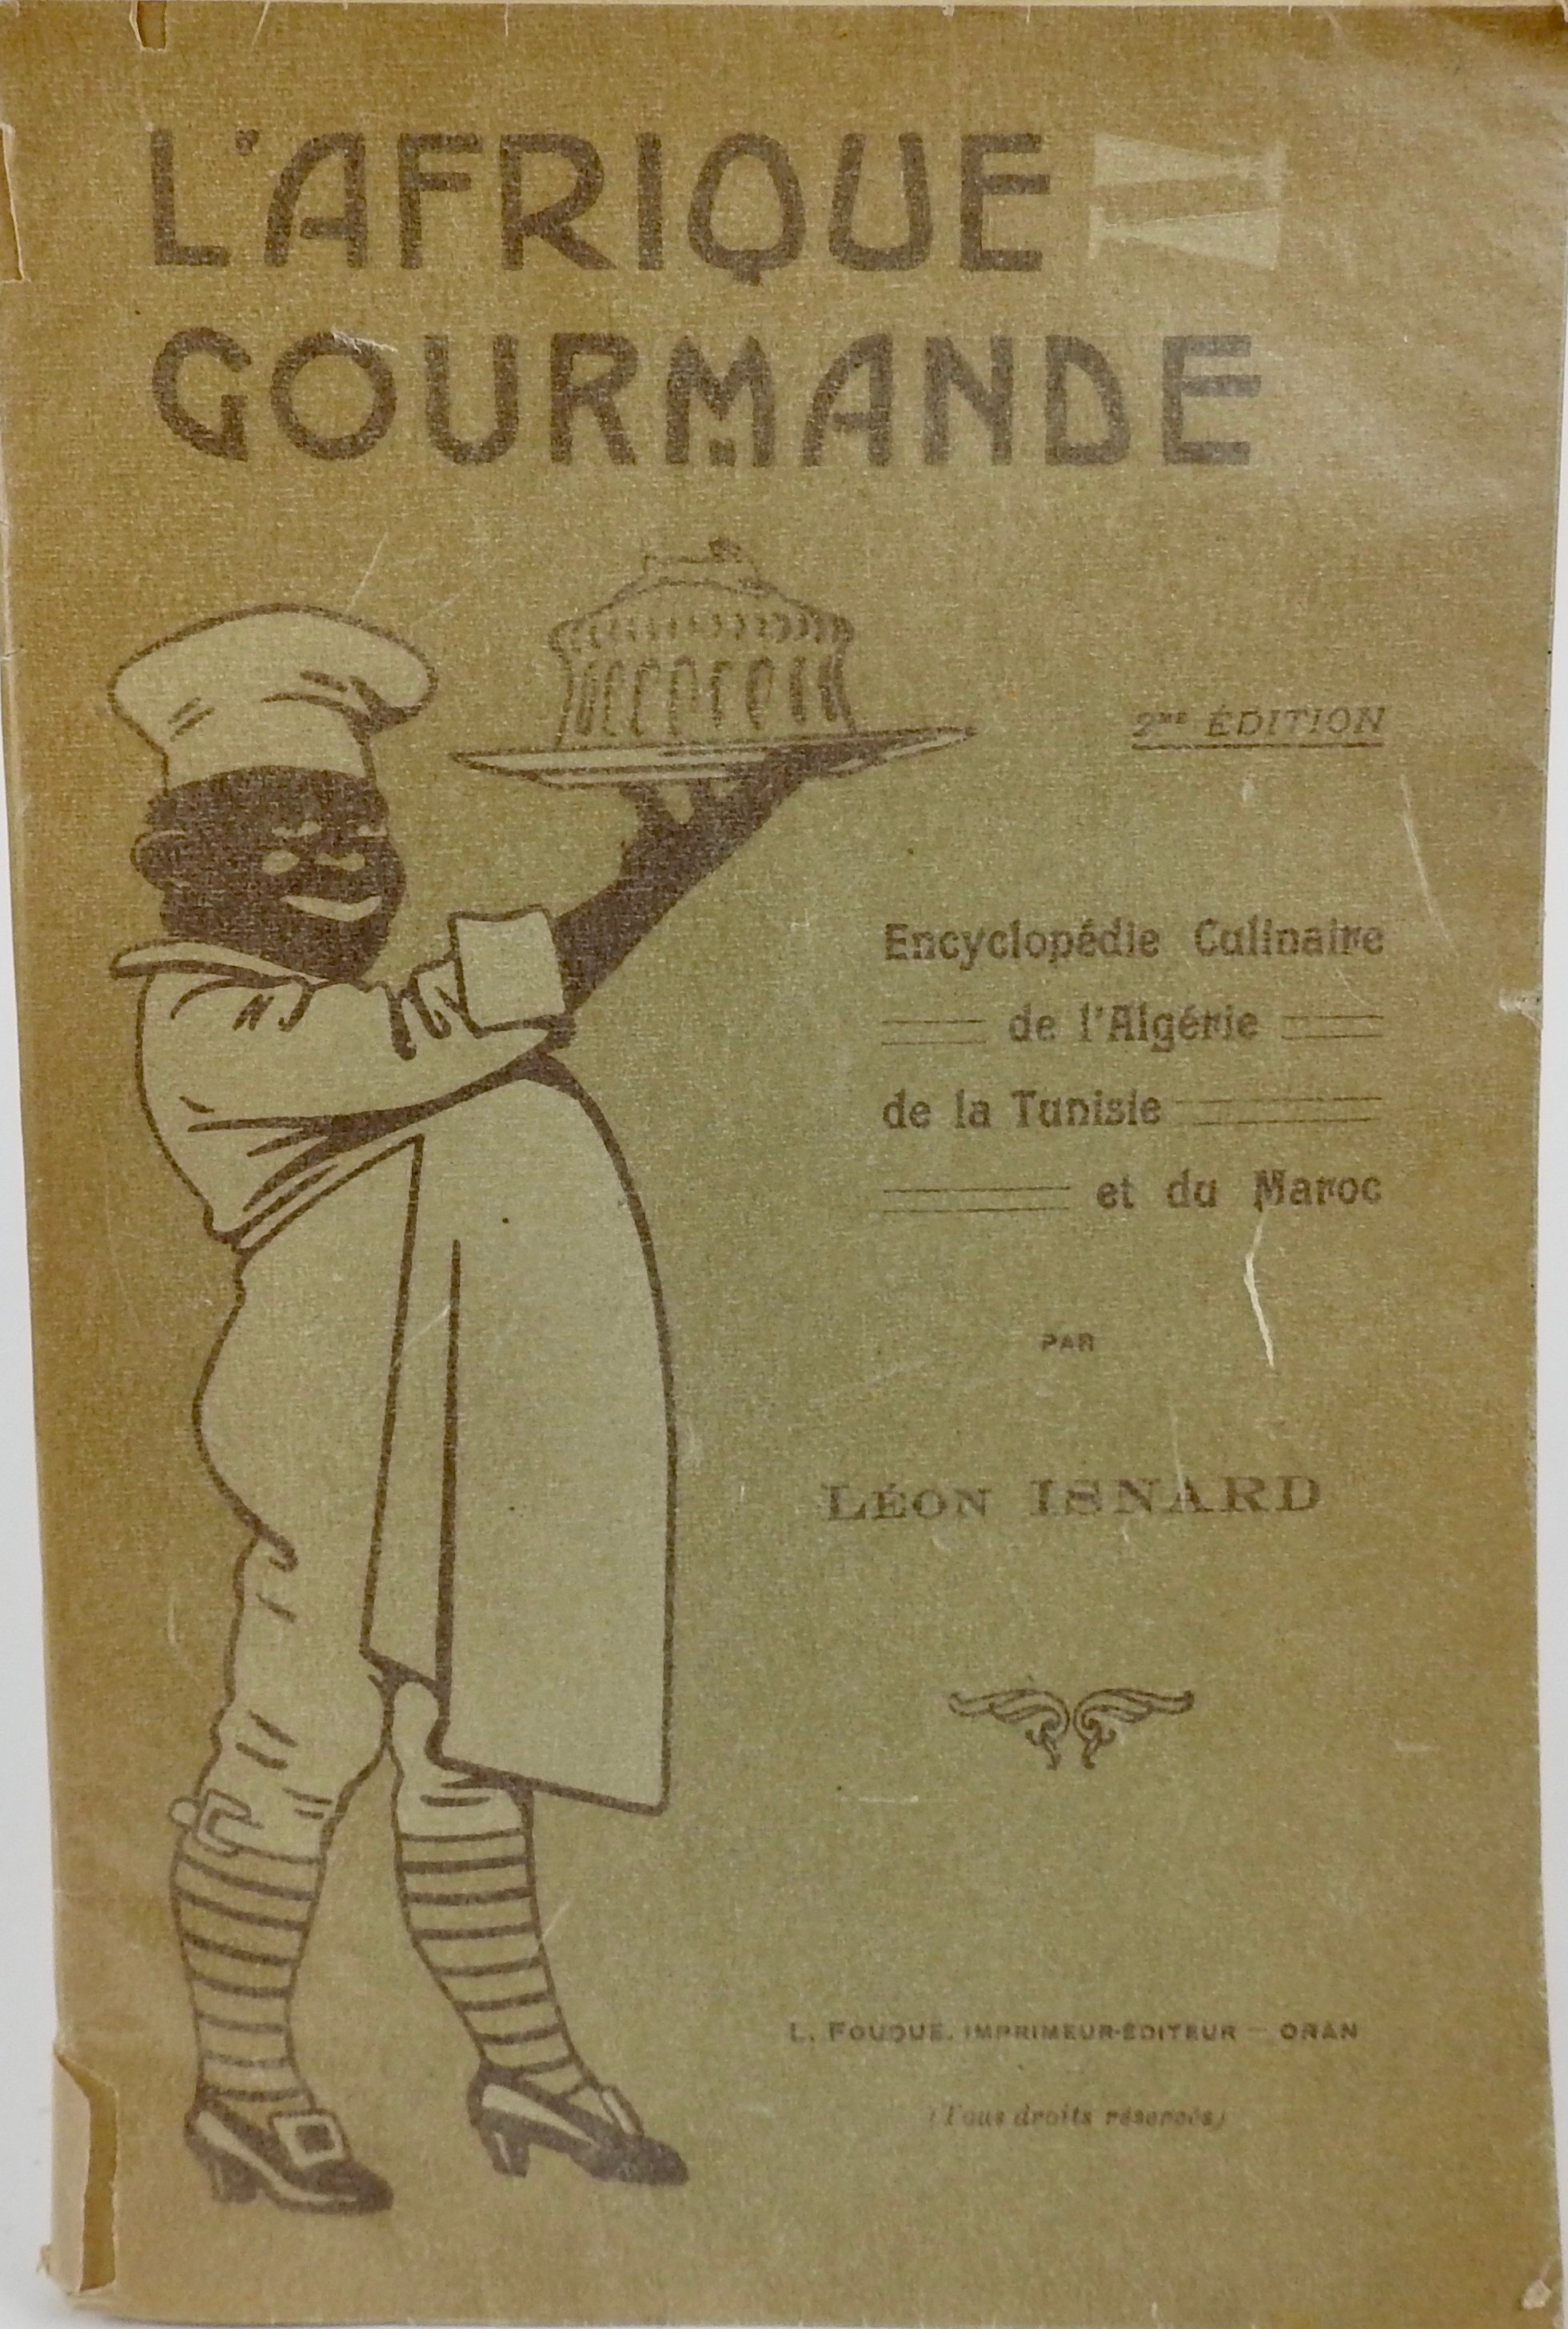 L'AFRIQUE
GOURMANDE
2ME ÉDITION
Encyclopédie Culinaire
de l'Algérie
de la Tunisie
et du Maroc
PAR
LÉON ISNARD
L. FOUQUE, IMPRIMEUR-ÉDITEUR — ORAN
(Tous droits réservés)